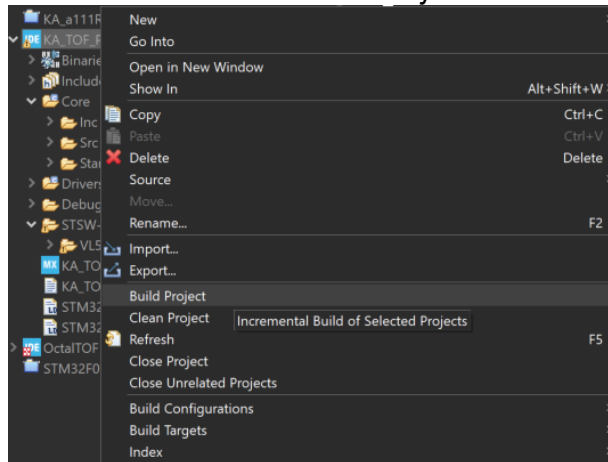 KA_a111F
New
KA_TOF_F
Go Into
Binarie
Open in New Window
Includ
Show In Alt+Shift+W
Core
Inc
Copy Ctrl+C
Src
Paste Ctrl+V
Star
Delete Delete
Drivers
Source
Debug
Move...
STSW-
Rename... F2
VL5
Import...
KA_TO
Export...
KA_TO
Build Project
STM32
Clean Project
Incremental Build of Selected Projects
STM32
Refresh F5
OctalTOF
Close Project
STM32F0
Close Unrelated Projects
Build Configurations
Build Targets
Index